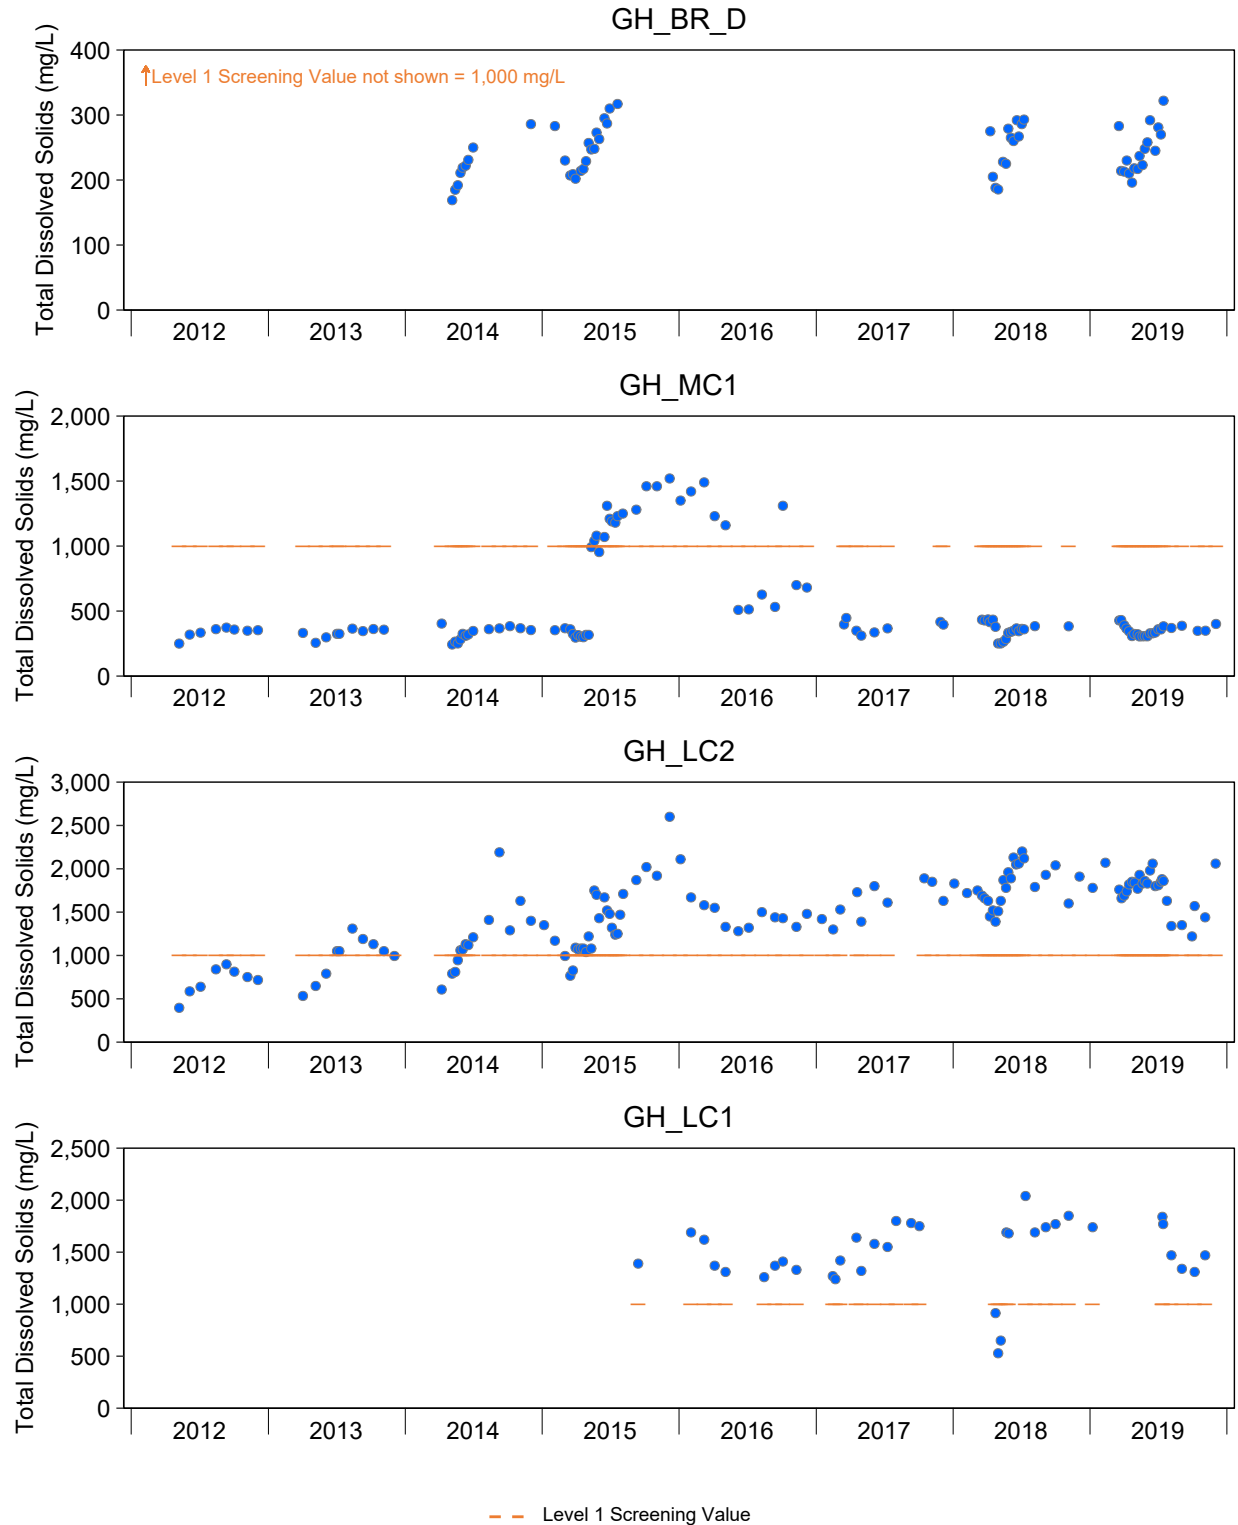 GH_BR_D
Total Dissolved Solids (mg/L)
400
300
200
100
0
Level 1 Screening Value not shown = 1,000 mg/L
2012 2013 2014 2015 2016 2017 2018 2019
GH_MC1
Total Dissolved Solids (mg/L)
2,000
1,500
1,000
500
0
2012 2013 2014 2015 2016 2017 2018 2019
GH_LC2
Total Dissolved Solids (mg/L)
3,000
2,500
2,000
1,500
1,000
500
0
2012 2013 2014 2015 2016 2017 2018 2019
GH_LC1
Total Dissolved Solids (mg/L)
2,500
2,000
1,500
1,000
500
0
2012 2013 2014 2015 2016 2017 2018 2019
Level 1 Screening Value